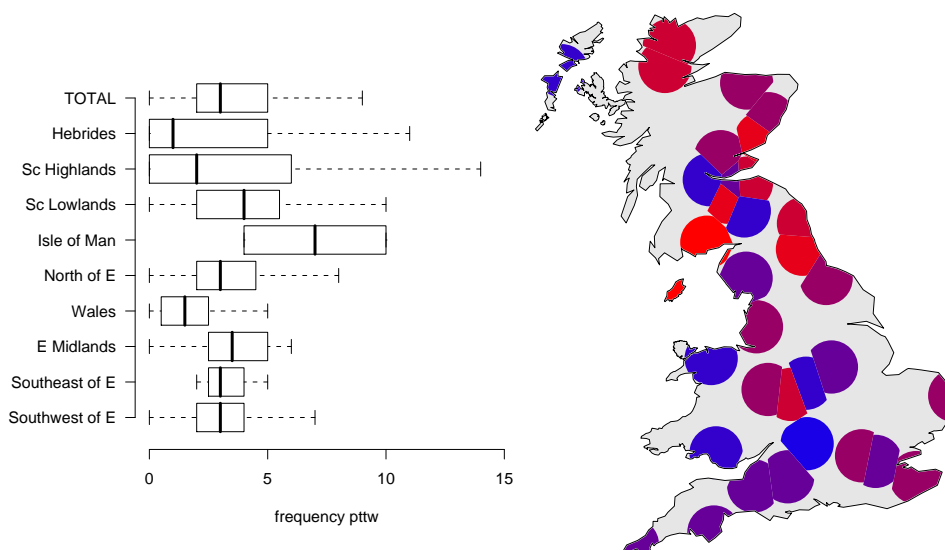 TOTAL
Hebrides
Sc Highlands
Sc Lowlands
Isle of Man
North of E
Wales
E Midlands
Southeast of E
Southwest of E
0 5 10 15
frequency pttw